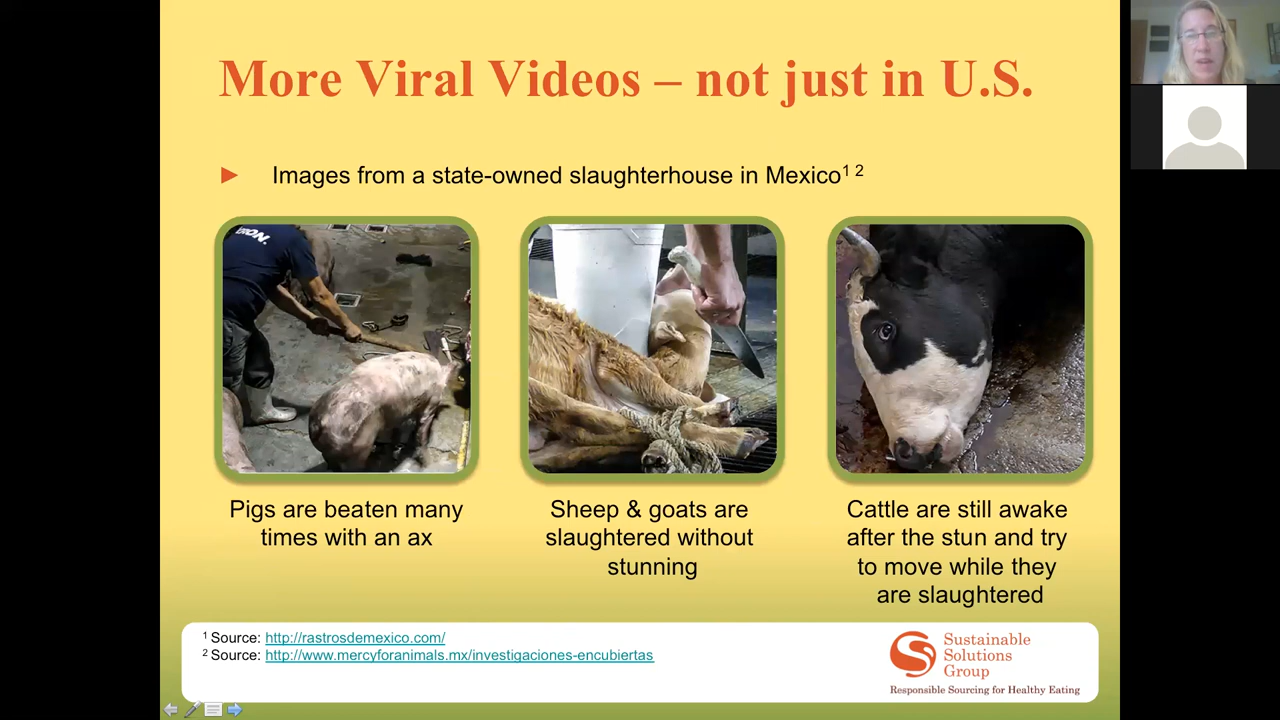 More Viral Videos – not just in U.S.
► Images from a state-owned slaughterhouse in Mexico¹ ²
Pigs are beaten many
times with an ax
Sheep & goats are
slaughtered without
stunning
Cattle are still awake
after the stun and try
to move while they
are slaughtered
¹ Source: http://rastrosdemexico.com/
² Source: http://www.mercyforanimals.mx/investigaciones-encubiertas
Sustainable
Solutions
Group
Responsible Sourcing for Healthy Eating